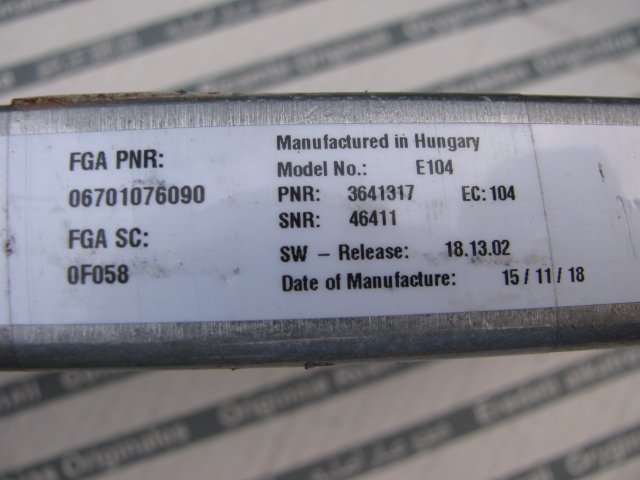 FGA PNR:
06701076090
FGA SC:
0F058
Manufactured in Hungary
Model No.: E104
PNR: 3641317 EC: 104
SNR: 46411
SW – Release: 18.13.02
Date of Manufacture: 15 / 11 / 18